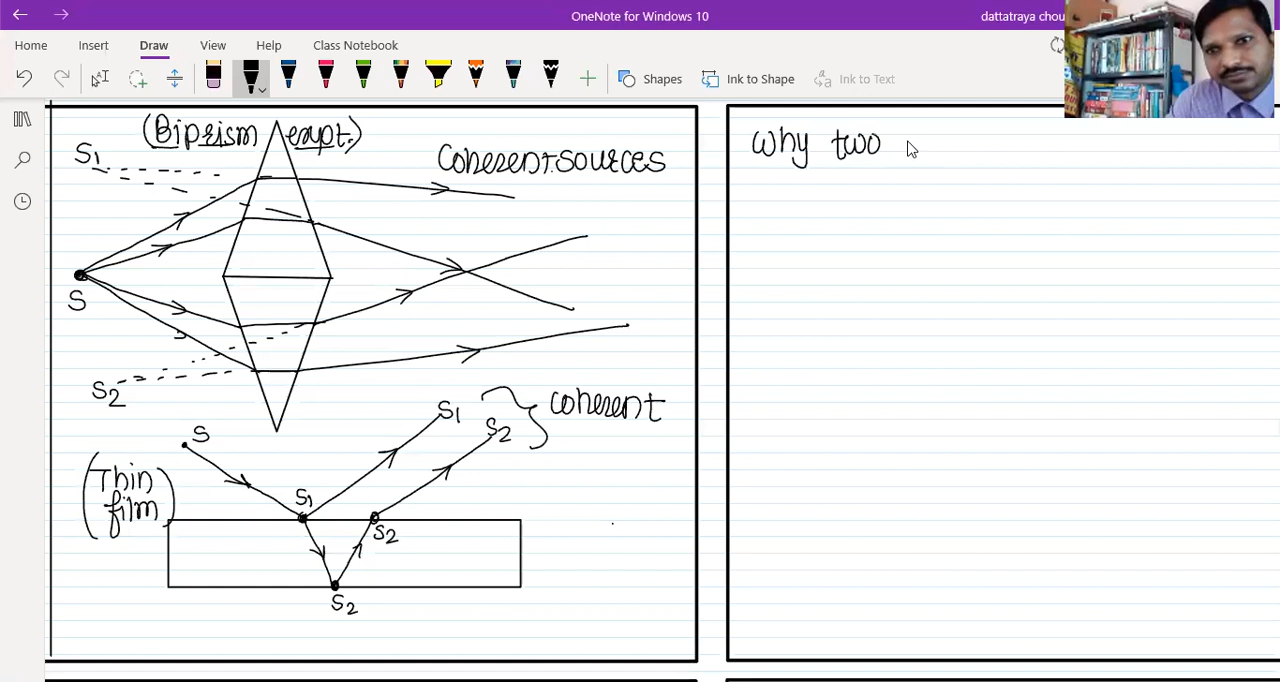 OneNote for Windows 10
dattatraya chou
Home Insert Draw View Help Class Notebook
Shapes Ink to Shape Ink to Text
(Biprism expt.)
S1
Coherent sources
S
S2
S
(Thin film)
S1
S2
coherent
S1
S2
S2
Why two